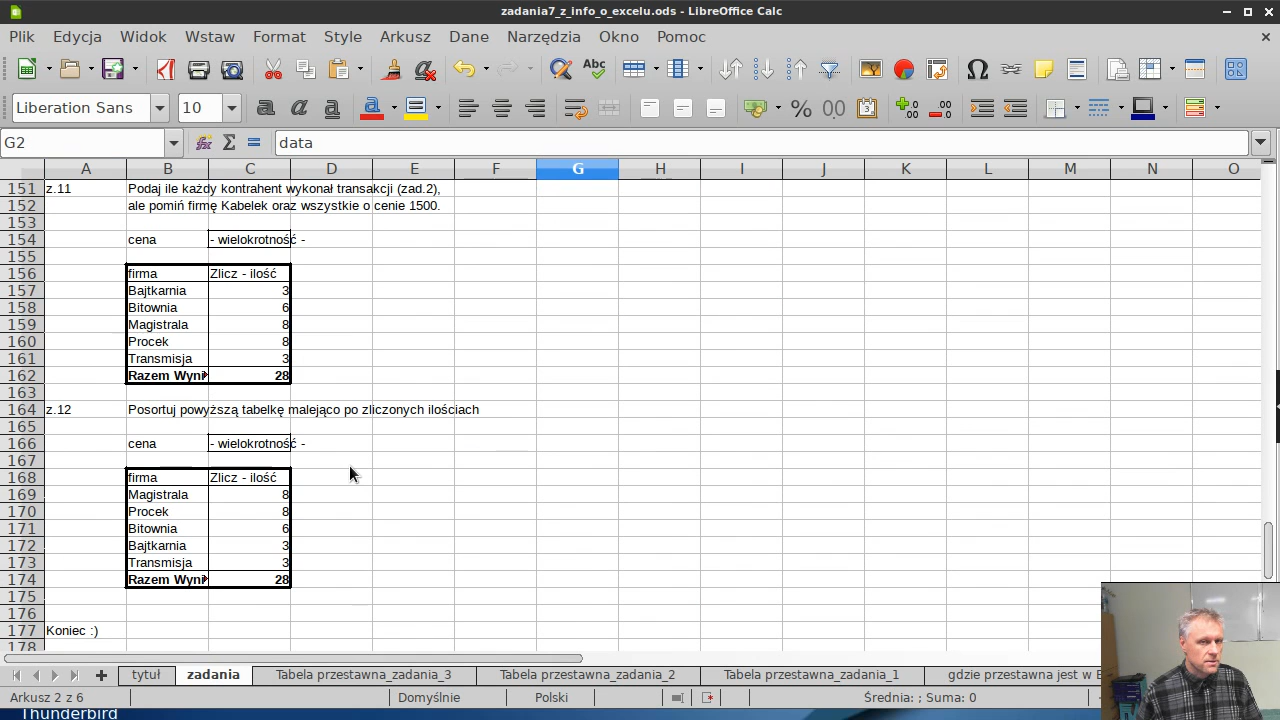 zadania7_z_info_o_excelu.ods - LibreOffice Calc
Plik Edycja Widok Wstaw Format Style Arkusz Dane Narzędzia Okno Pomoc
Abc
Liberation Sans 10
G2 data
A B C D E F G H I J K L M N O
151 z.11 Podaj ile każdy kontrahent wykonał transakcji (zad.2),
152 ale pomiń firmę Kabelek oraz wszystkie o cenie 1500.
153
154 cena - wielokrotność -
155
156 firma Zlicz - ilość
157 Bajtkarnia 3
158 Bitownia 6
159 Magistrala 8
160 Procek 8
161 Transmisja 3
162 Razem Wyni 28
163
164 z.12 Posortuj powyższą tabelkę malejąco po zliczonych ilościach
165
166 cena - wielokrotność -
167
168 firma Zlicz - ilość
169 Magistrala 8
170 Procek 8
171 Bitownia 6
172 Bajtkarnia 3
173 Transmisja 3
174 Razem Wyni 28
175
176
177 Koniec :)
178
tytuł zadania Tabela przestawna_zadania_3 Tabela przestawna_zadania_2 Tabela przestawna_zadania_1 gdzie przestawna jest w E
Arkusz 2 z 6 Domyślnie Polski Średnia: ; Suma: 0
Thunderbird